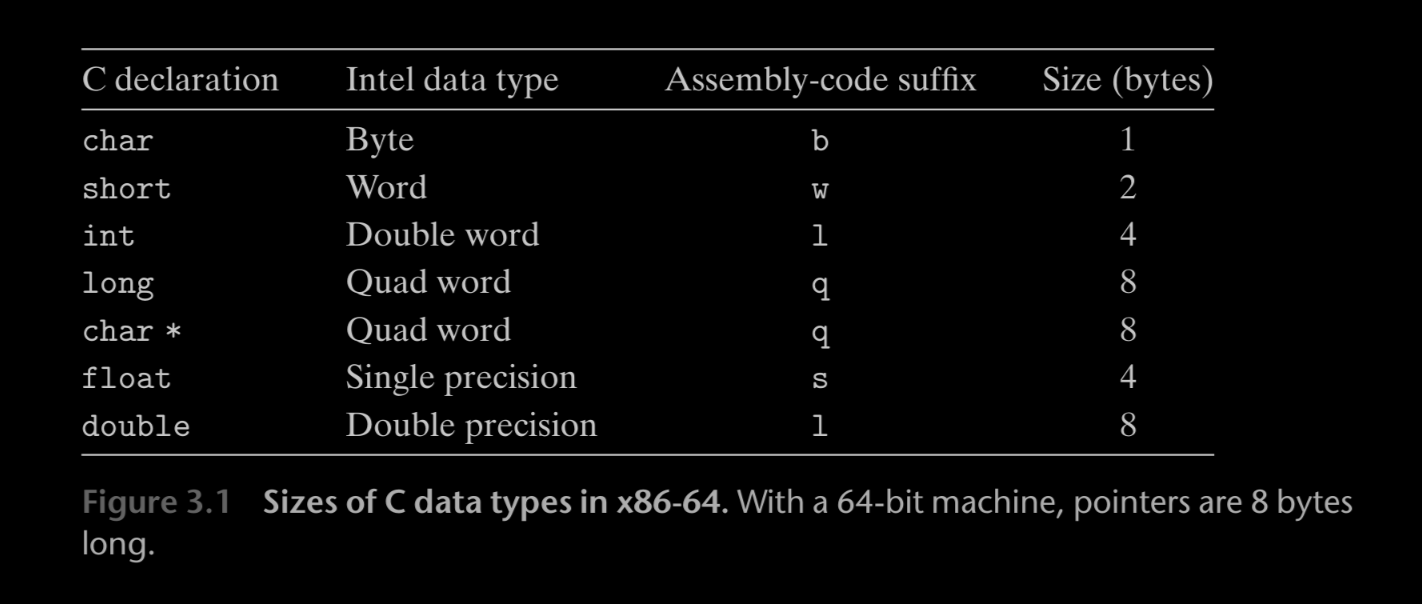 C declaration Intel data type Assembly-code suffix Size (bytes)
char Byte b 1
short Word w 2
int Double word l 4
long Quad word q 8
char * Quad word q 8
float Single precision s 4
double Double precision l 8
Figure 3.1 Sizes of C data types in x86-64. With a 64-bit machine, pointers are 8 bytes
long.